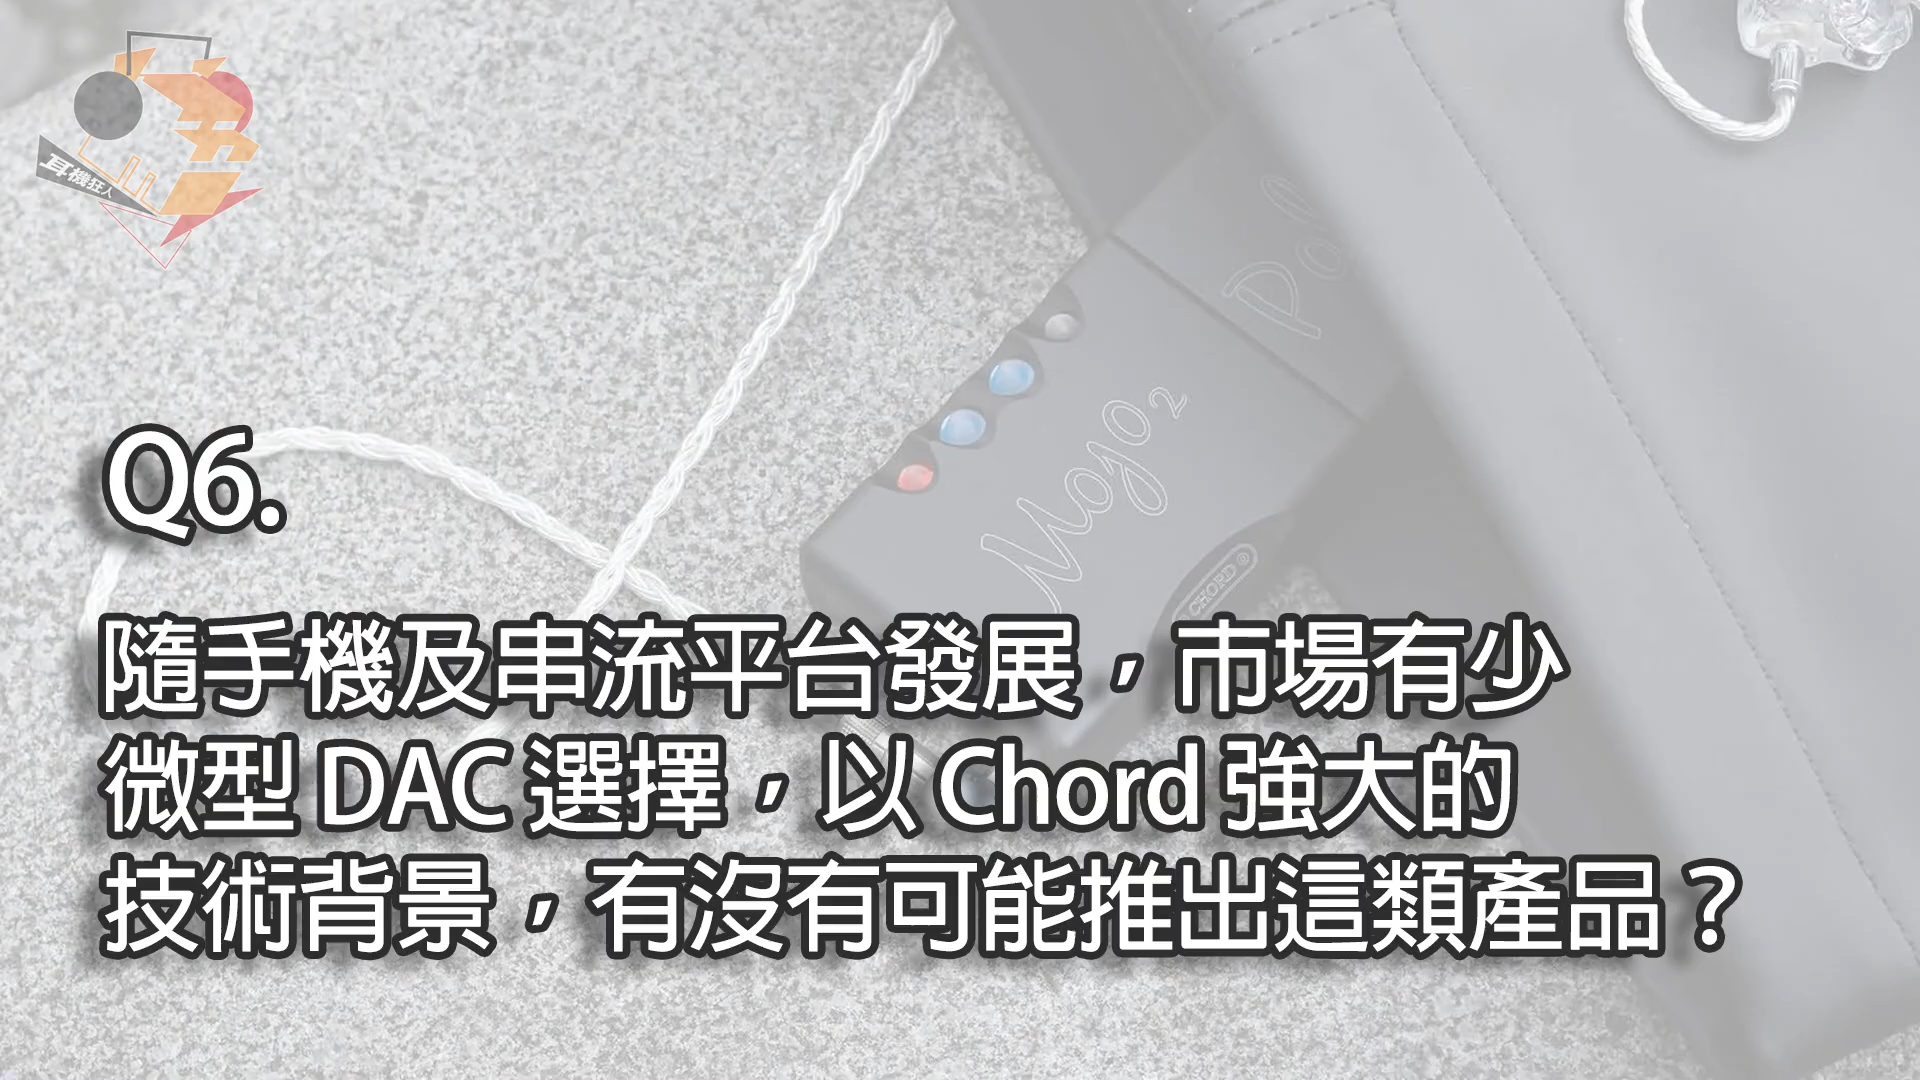 耳機狂人
Poly
Mojo 2
CHORD
Q6.
隨手機及串流平台發展，市場有少
微型 DAC 選擇，以 Chord 強大的
技術背景，有沒有可能推出這類產品？